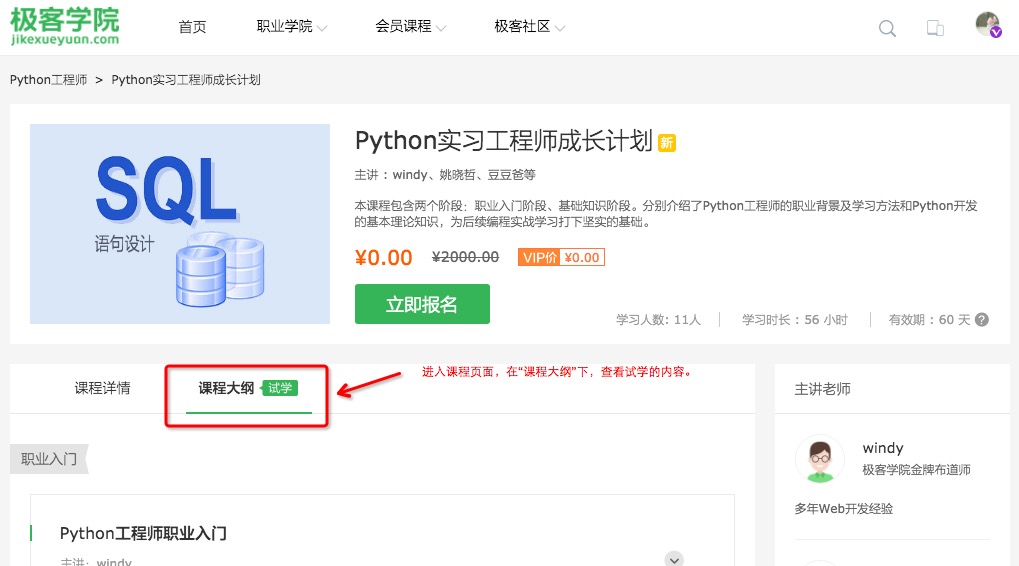 极客学院
jikexueyuan.com
首页 职业学院 会员课程 极客社区
Python工程师 > Python实习工程师成长计划
SQL
语句设计
Python实习工程师成长计划 新
主讲：windy、姚晓哲、豆豆爸等
本课程包含两个阶段：职业入门阶段、基础知识阶段。分别介绍了Python工程师的职业背景及学习方法和Python开发
的基本理论知识，为后续编程实战学习打下坚实的基础。
¥0.00 ¥2000.00 VIP价 ¥0.00
立即报名
学习人数: 11人 学习时长：56 小时 有效期：60 天 ?
课程详情 课程大纲 试学
进入课程页面，在“课程大纲”下，查看试学的内容。
职业入门
Python工程师职业入门
主讲：windy
主讲老师
windy
极客学院金牌布道师
多年Web开发经验